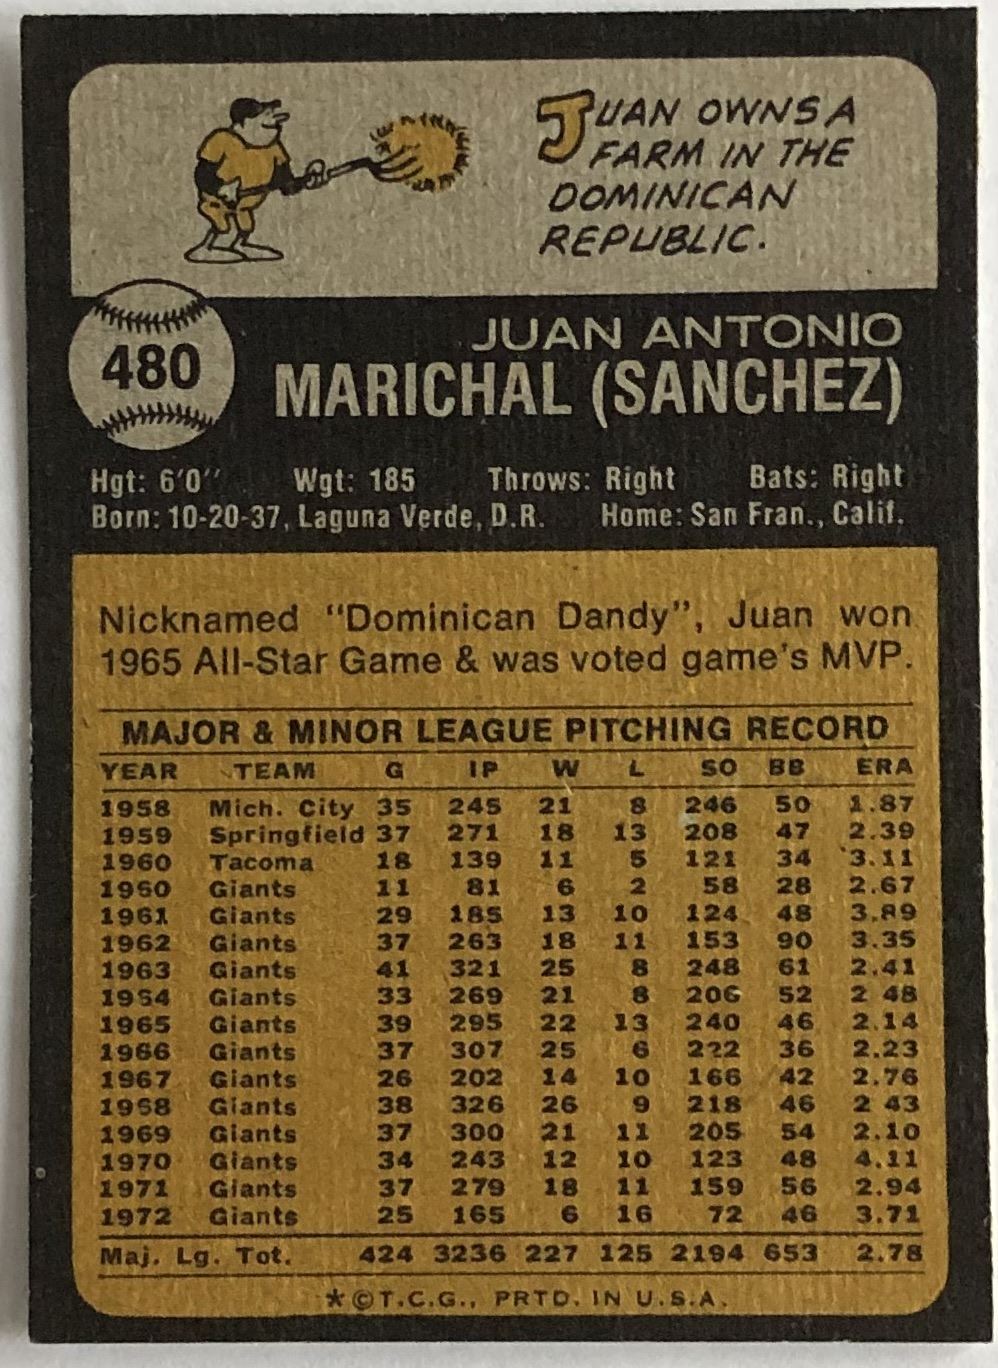 JUAN OWNS A
FARM IN THE
DOMINICAN
REPUBLIC.
480
JUAN ANTONIO
MARICHAL (SANCHEZ)
Hgt: 6'0" Wgt: 185 Throws: Right Bats: Right
Born: 10-20-37, Laguna Verde, D.R. Home: San Fran., Calif.
Nicknamed "Dominican Dandy", Juan won
1965 All-Star Game & was voted game's MVP.
MAJOR & MINOR LEAGUE PITCHING RECORD
YEAR TEAM G IP W L SO BB ERA
1958 Mich. City 35 245 21 8 246 50 1.87
1959 Springfield 37 271 18 13 208 47 2.39
1960 Tacoma 18 139 11 5 121 34 3.11
1960 Giants 11 81 6 2 58 28 2.67
1961 Giants 29 185 13 10 124 48 3.89
1962 Giants 37 263 18 11 153 90 3.35
1963 Giants 41 321 25 8 248 61 2.41
1964 Giants 33 269 21 8 206 52 2 48
1965 Giants 39 295 22 13 240 46 2.14
1966 Giants 37 307 25 6 222 36 2.23
1967 Giants 26 202 14 10 166 42 2.76
1968 Giants 38 326 26 9 218 46 2 43
1969 Giants 37 300 21 11 205 54 2.10
1970 Giants 34 243 12 10 123 48 4.11
1971 Giants 37 279 18 11 159 56 2.94
1972 Giants 25 165 6 16 72 46 3.71
Maj. Lg. Tot. 424 3236 227 125 2194 653 2.78
*©T.C.G., PRTD. IN U.S.A.